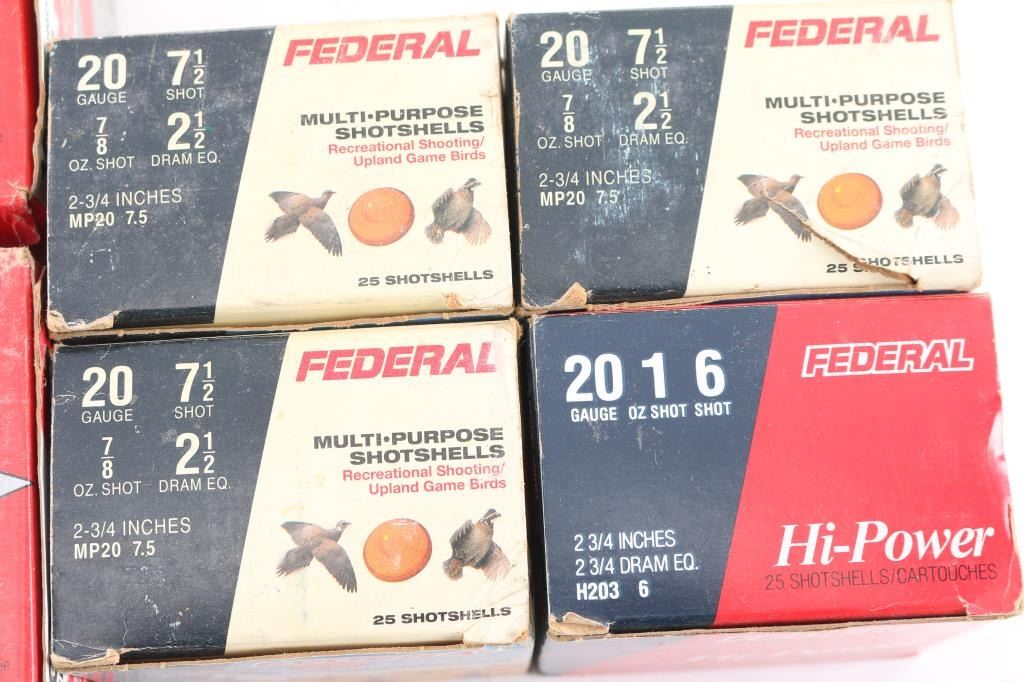 20 7 1/2 FEDERAL
GAUGE SHOT
7/8 2 1/2
OZ. SHOT DRAM EQ.
2-3/4 INCHES
MP20 7.5
MULTI•PURPOSE
SHOTSHELLS
Recreational Shooting/
Upland Game Birds
25 SHOTSHELLS
20 7 1/2 FEDERAL
GAUGE SHOT
7/8 2 1/2
OZ. SHOT DRAM EQ.
2-3/4 INCHES
MP20 7.5
MULTI•PURPOSE
SHOTSHELLS
Recreational Shooting/
Upland Game Birds
25 SHOTSHELLS
20 7 1/2 FEDERAL
GAUGE SHOT
7/8 2 1/2
OZ. SHOT DRAM EQ.
2-3/4 INCHES
MP20 7.5
MULTI•PURPOSE
SHOTSHELLS
Recreational Shooting/
Upland Game Birds
25 SHOTSHELLS
20 1 6 FEDERAL
GAUGE OZ SHOT SHOT
2 3/4 INCHES
2 3/4 DRAM EQ.
H203 6
Hi-Power
25 SHOTSHELLS/CARTOUCHES